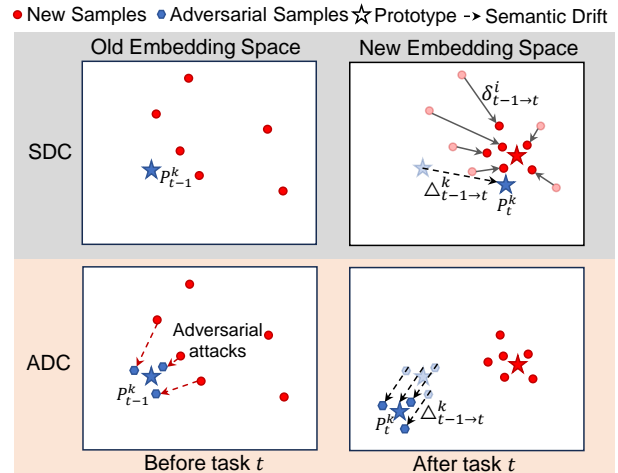 New Samples Adversarial Samples Prototype Semantic Drift
Old Embedding Space New Embedding Space
SDC
P^k_{t-1}
δ^i_{t-1→t}
△^k_{t-1→t}
P^k_t
ADC
Adversarial
attacks
P^k_{t-1}
△^k_{t-1→t}
P^k_t
Before task t After task t